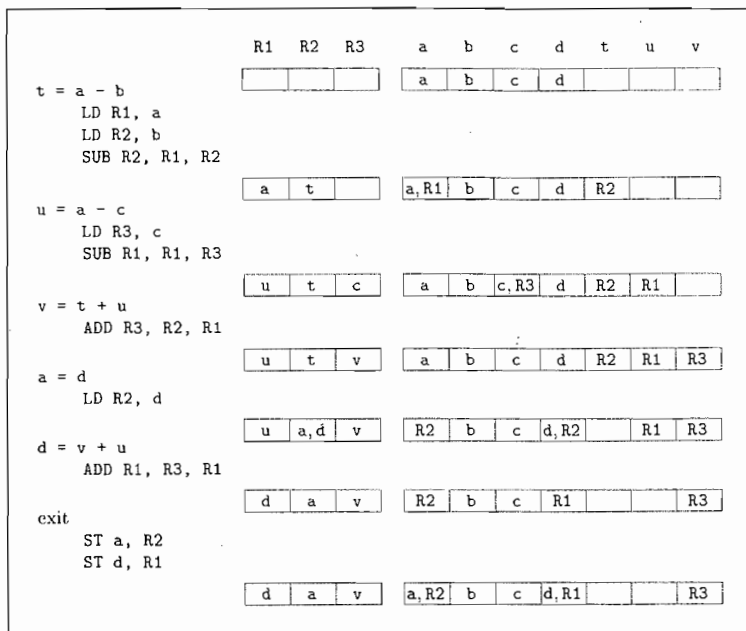 R1 R2 R3 a b c d t u v
a b c d
t = a - b
LD R1, a
LD R2, b
SUB R2, R1, R2
a t a,R1 b c d R2
u = a - c
LD R3, c
SUB R1, R1, R3
u t c a b c,R3 d R2 R1
v = t + u
ADD R3, R2, R1
u t v a b c d R2 R1 R3
a = d
LD R2, d
u a,d v R2 b c d,R2 R1 R3
d = v + u
ADD R1, R3, R1
d a v R2 b c R1 R3
exit
ST a, R2
ST d, R1
d a v a,R2 b c d,R1 R3